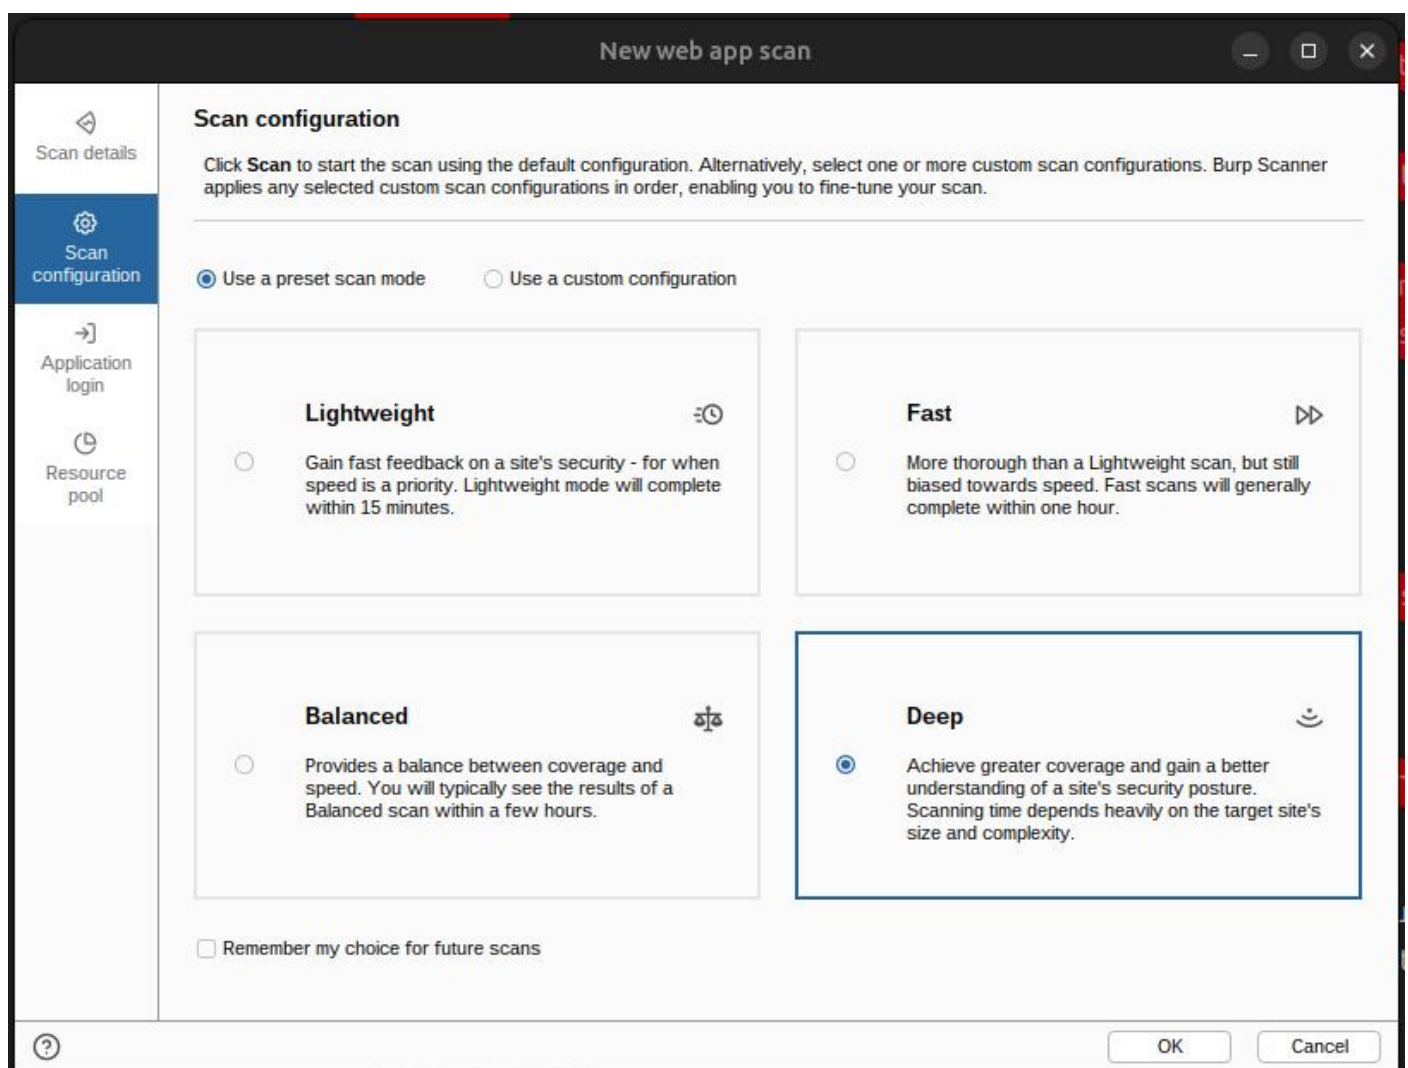 New web app scan
Scan details
Scan
configuration
Application
login
Resource
pool
Scan configuration
Click Scan to start the scan using the default configuration. Alternatively, select one or more custom scan configurations. Burp Scanner
applies any selected custom scan configurations in order, enabling you to fine-tune your scan.
Use a preset scan mode
Use a custom configuration
Lightweight
Gain fast feedback on a site's security - for when
speed is a priority. Lightweight mode will complete
within 15 minutes.
Fast
More thorough than a Lightweight scan, but still
biased towards speed. Fast scans will generally
complete within one hour.
Balanced
Provides a balance between coverage and
speed. You will typically see the results of a
Balanced scan within a few hours.
Deep
Achieve greater coverage and gain a better
understanding of a site's security posture.
Scanning time depends heavily on the target site's
size and complexity.
Remember my choice for future scans
OK
Cancel